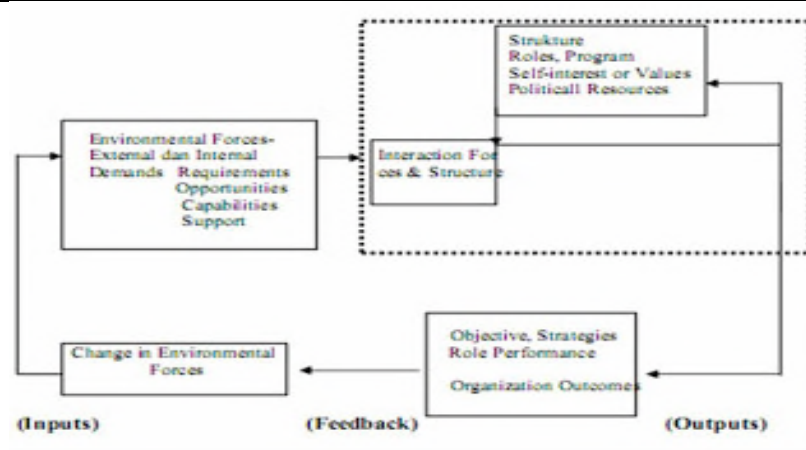 Strukture
Roles, Program
Self-interest or Values
Politicall Resources
Environmental Forces-
External dan Internal
Demands Requirements
Opportunities
Capabilities
Support
Interaction For
ces & Structure
Objective, Strategies
Role Performance
Organization Outcomes
Change in Environmental
Forces
(Inputs) (Feedback) (Outputs)